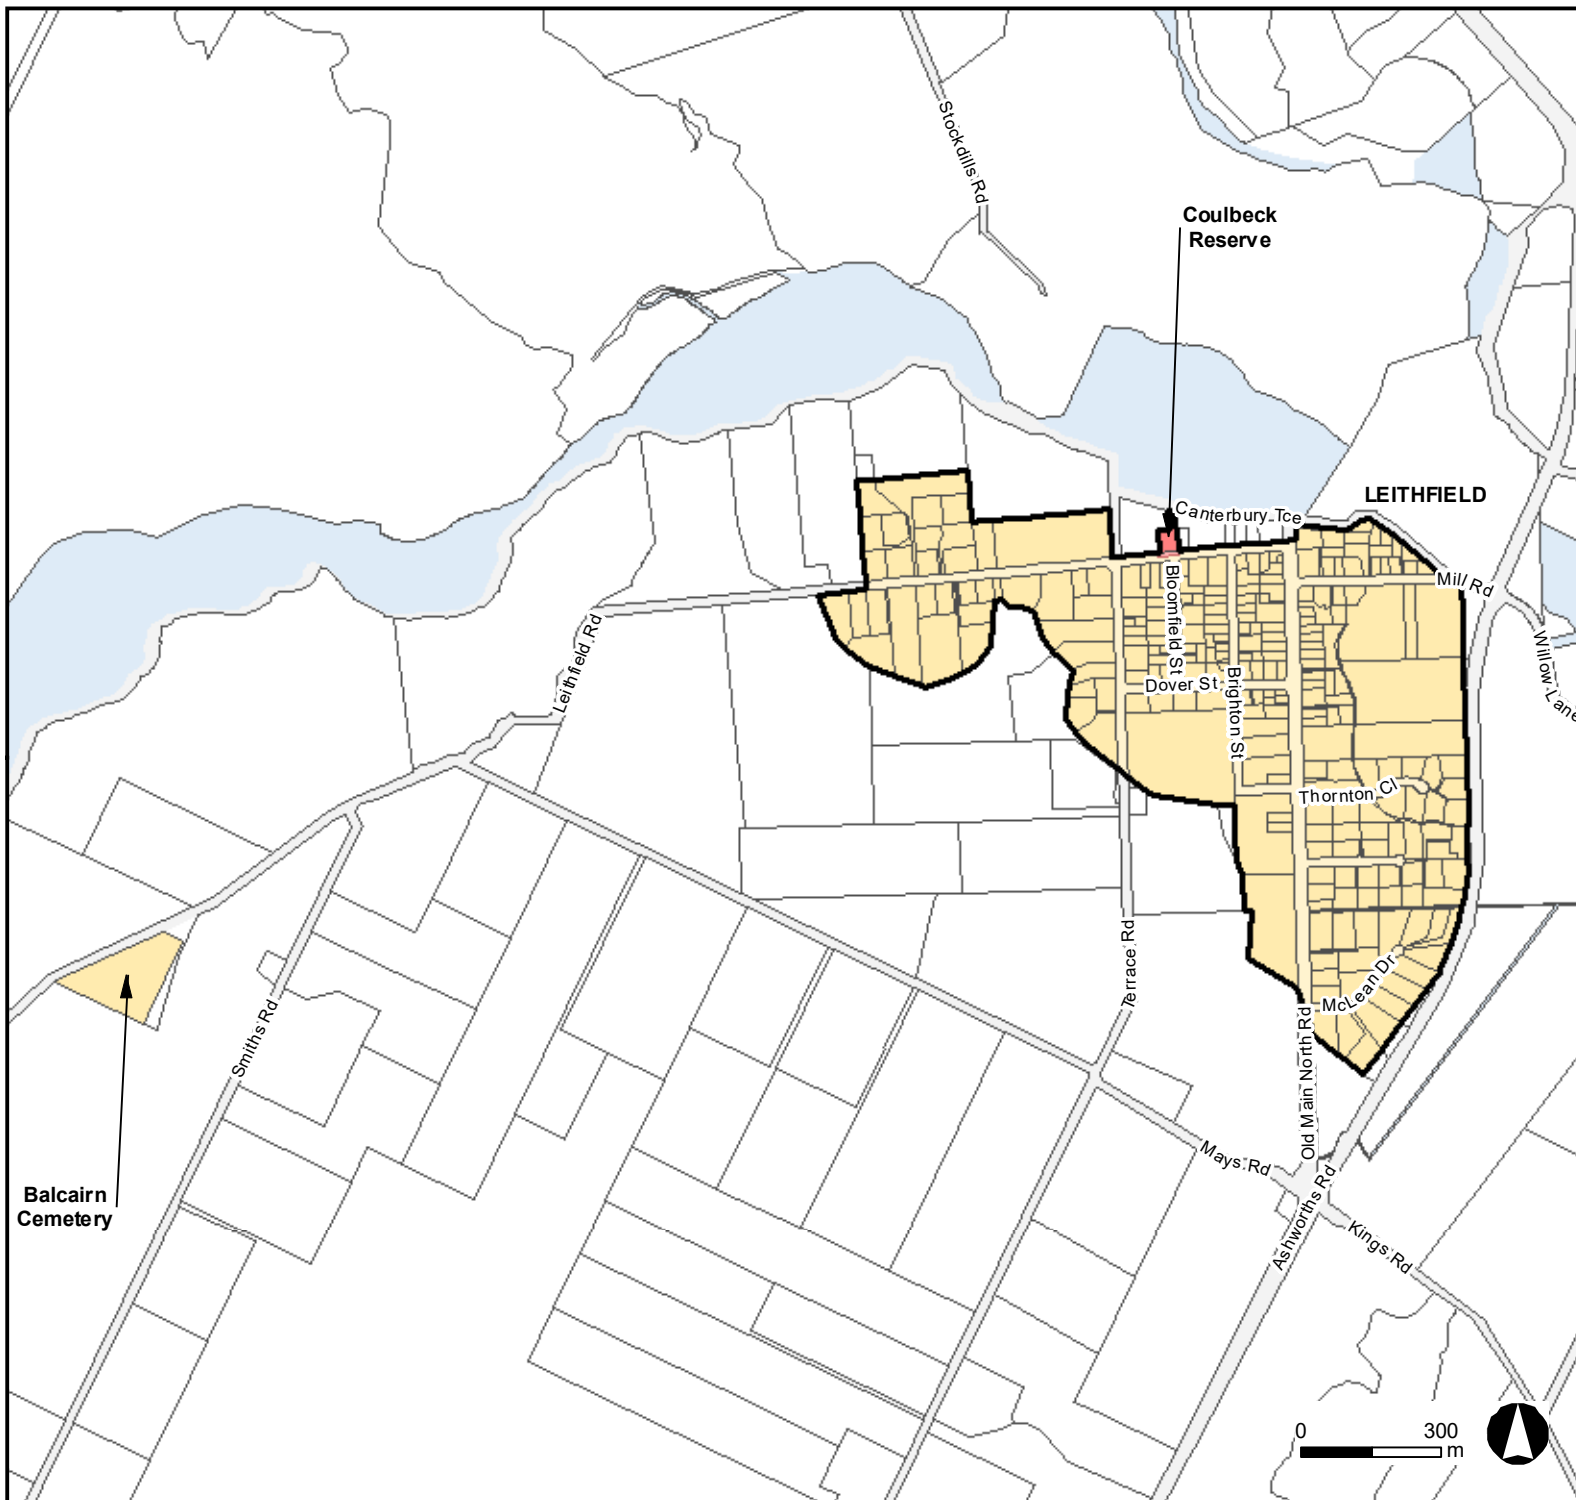 Stockdills Rd
Coulbeck
Reserve
LEITHFIELD
Canterbury Tce
Mill Rd
Bloomfield St
Willow Lane
Leithfield Rd
Dover St
Brighton St
Thornton Cl
Terrace Rd
McLean Dr
Smiths Rd
Old Main North Rd
Mays Rd
Balcairn
Cemetery
Ashworths Rd
Kings Rd
0 300
m